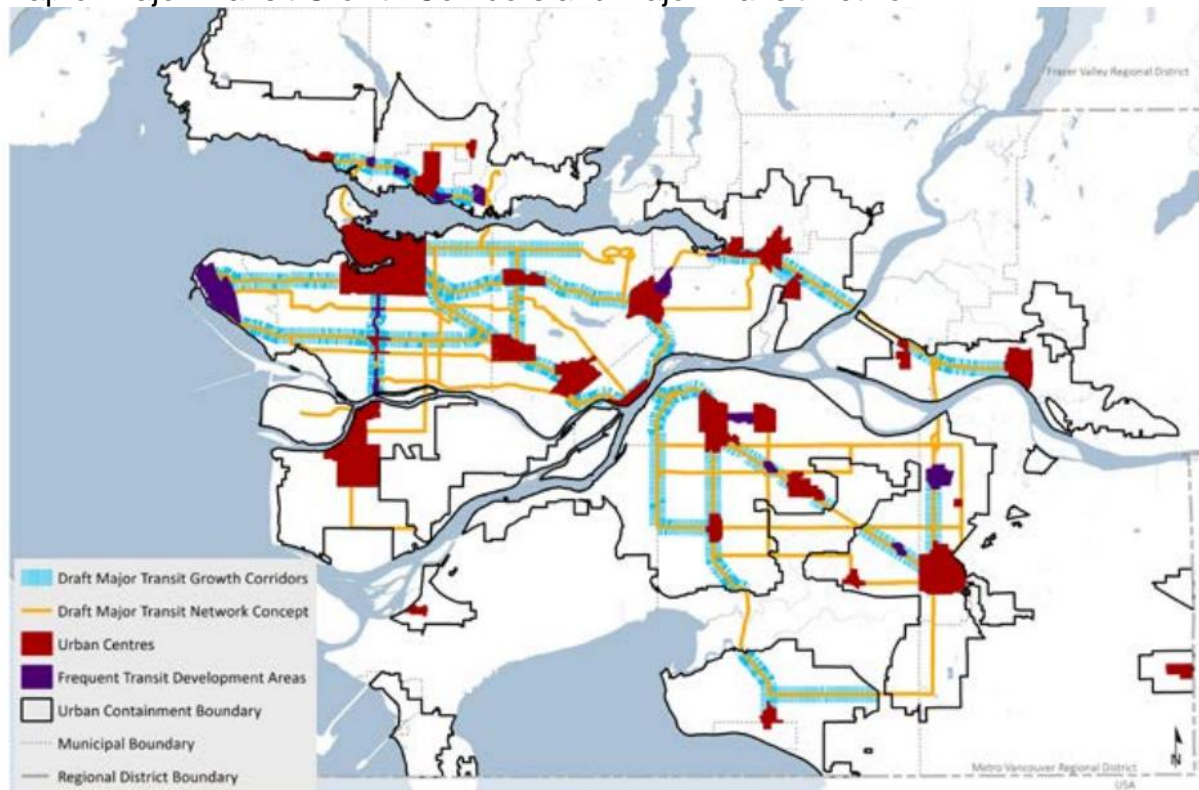 Fraser Valley Regional District
Draft Major Transit Growth Corridors
Draft Major Transit Network Concept
Urban Centres
Frequent Transit Development Areas
Urban Containment Boundary
Municipal Boundary
Regional District Boundary
Metro Vancouver Regional District
USA
N